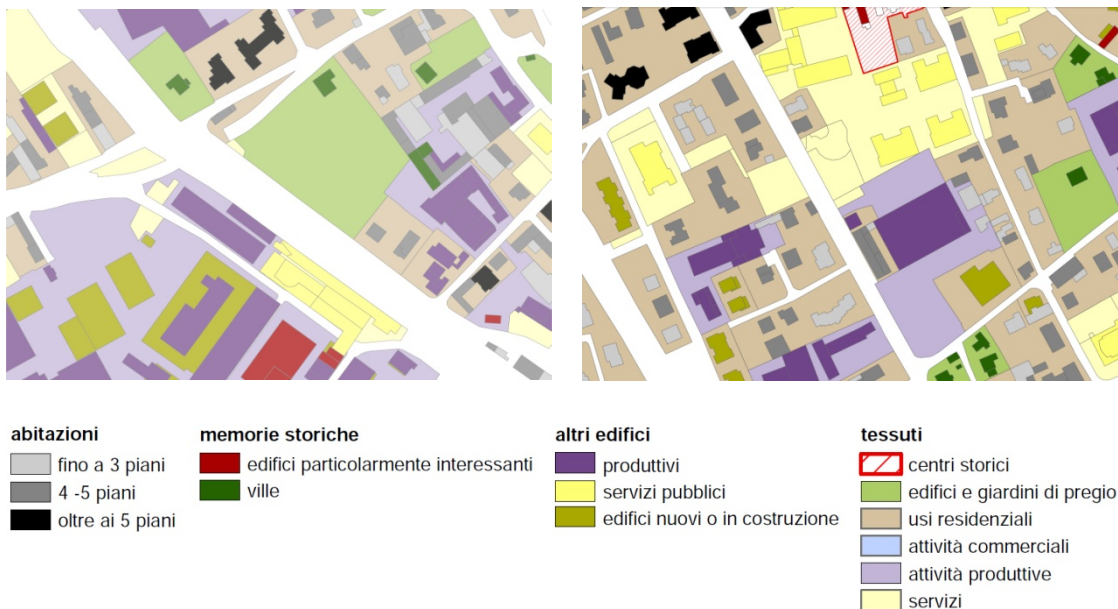 abitazioni
fino a 3 piani
4 -5 piani
oltre ai 5 piani
memorie storiche
edifici particolarmente interessanti
ville
altri edifici
produttivi
servizi pubblici
edifici nuovi o in costruzione
tessuti
centri storici
edifici e giardini di pregio
usi residenziali
attività commerciali
attività produttive
servizi